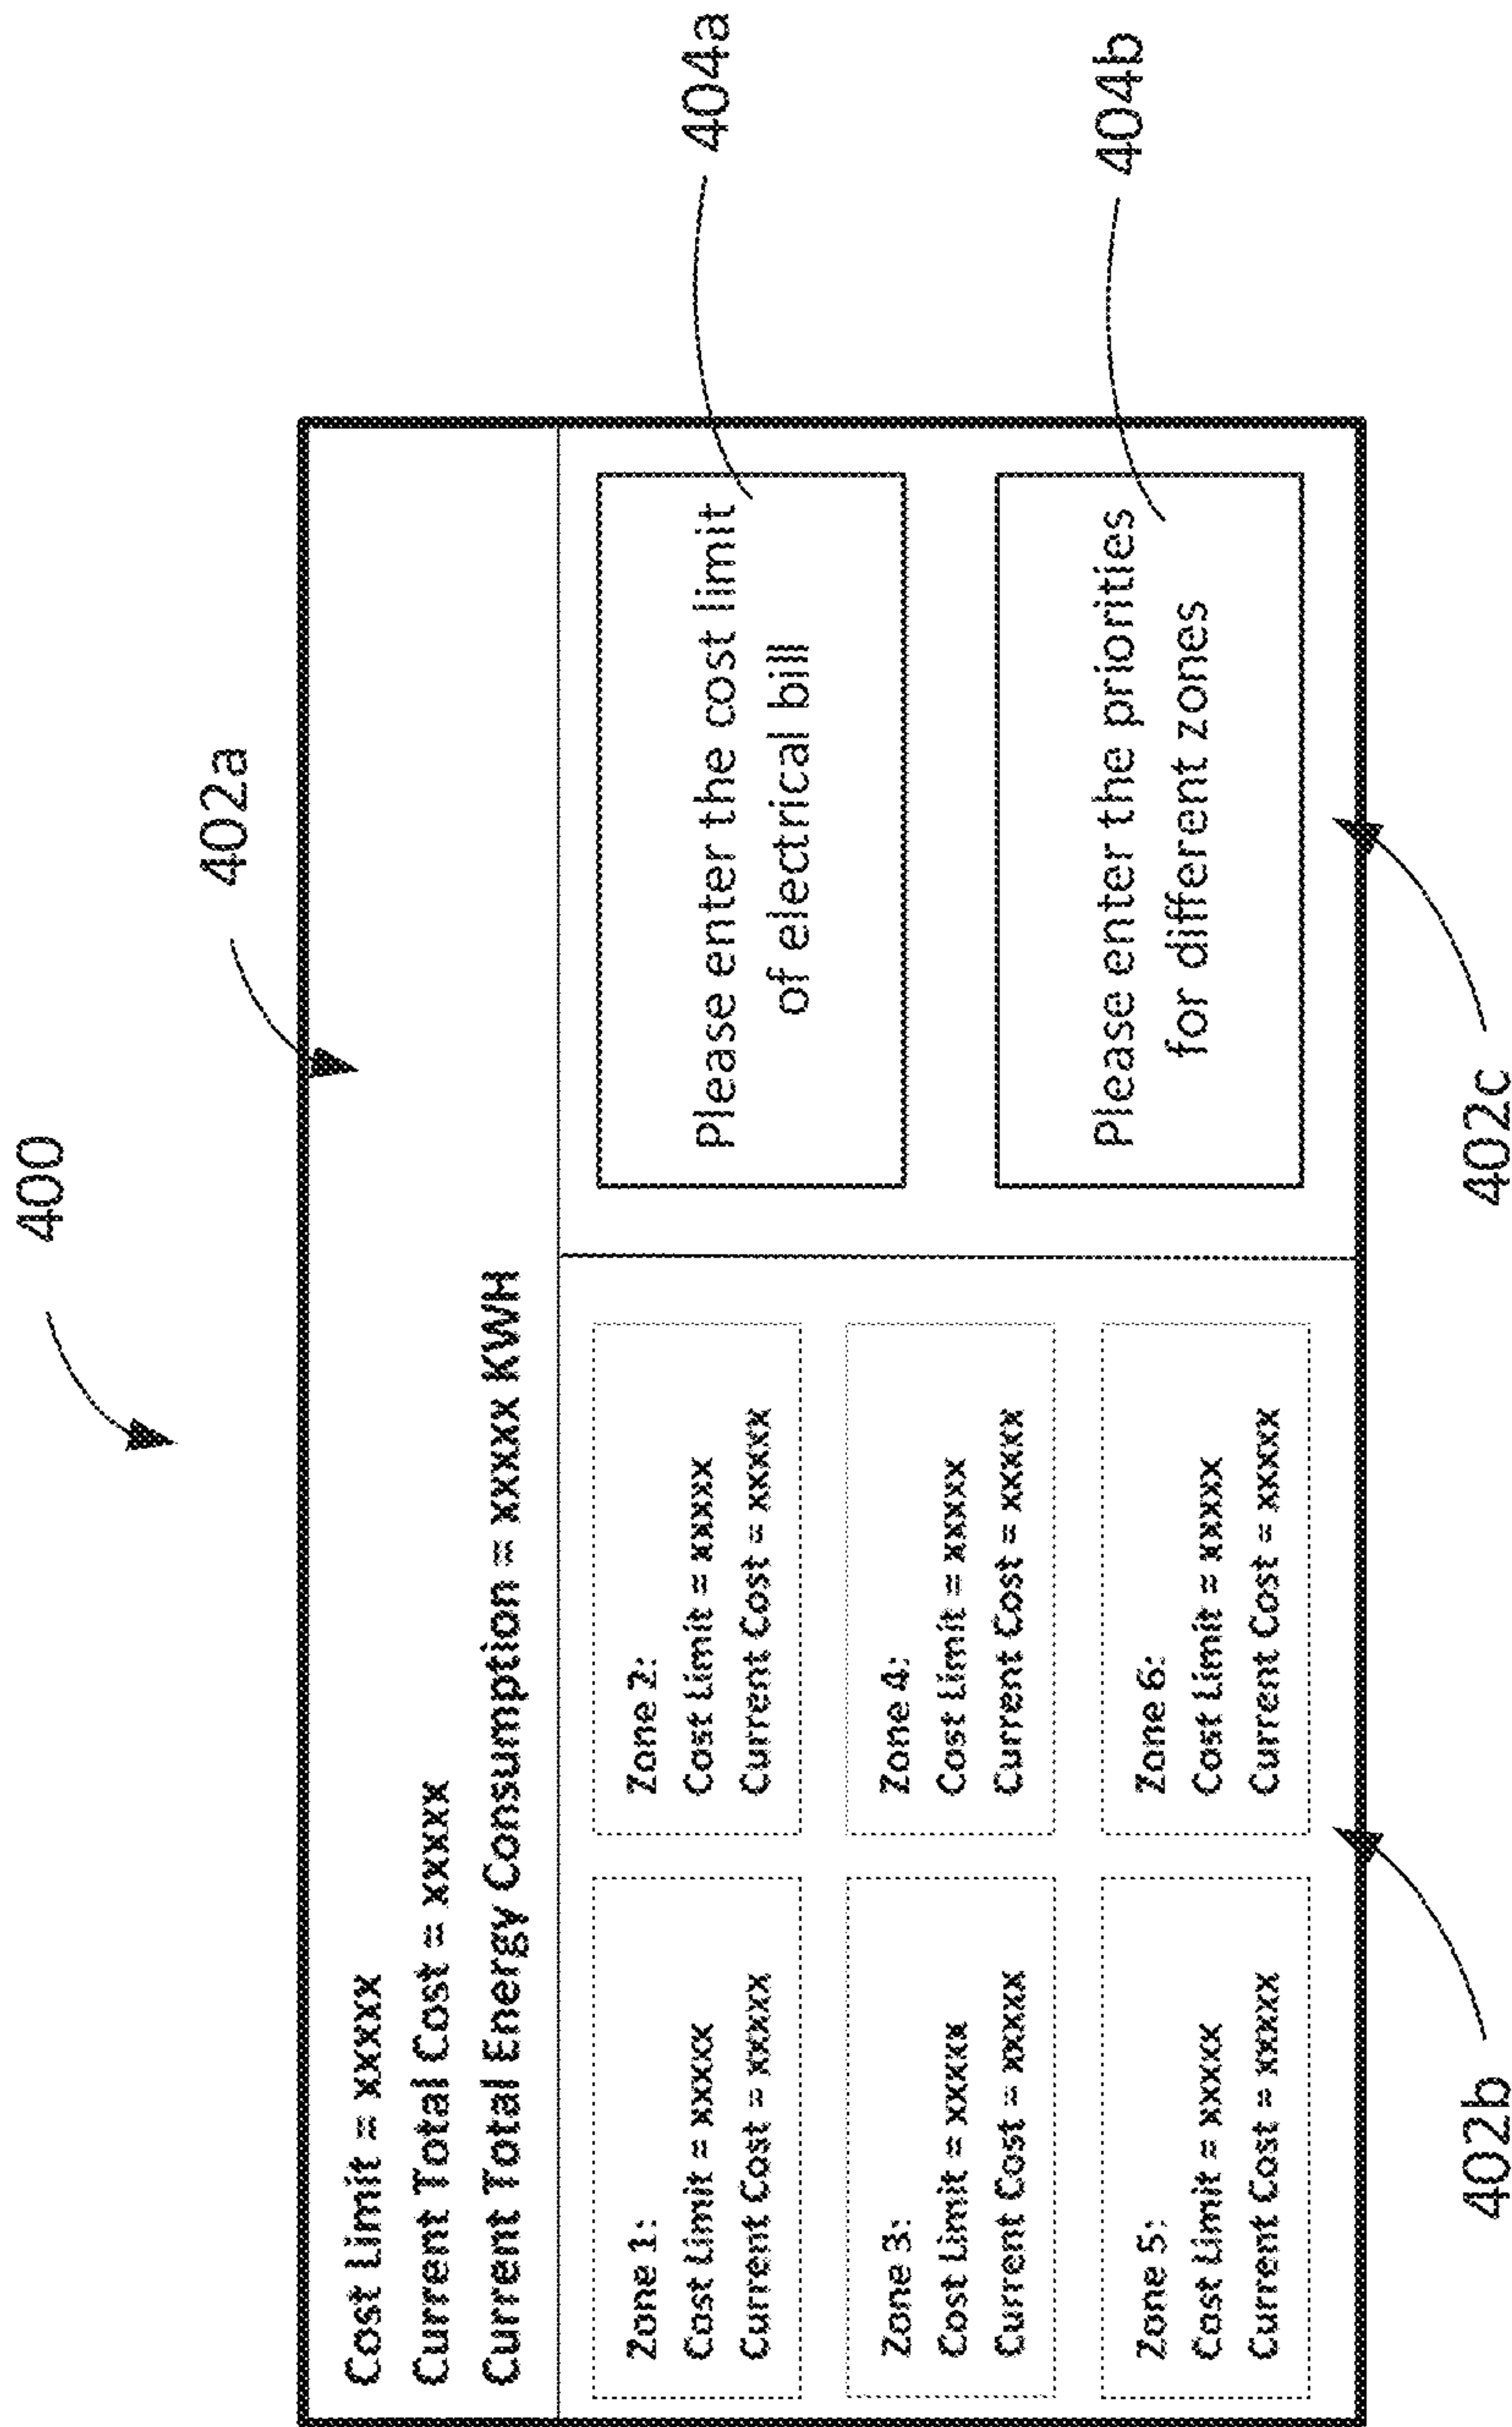 400
402a
Cost Limit = xxxxx
Current Total Cost = xxxxx
Current Total Energy Consumption = xxxxx KWH
Zone 1:
Cost Limit = xxxxx
Current Cost = xxxxx
Zone 2:
Cost Limit = xxxxx
Current Cost = xxxxx
Zone 3:
Cost Limit = xxxxx
Current Cost = xxxxx
Zone 4:
Cost Limit = xxxxx
Current Cost = xxxxx
Zone 5:
Cost Limit = xxxxx
Current Cost = xxxxx
Zone 6:
Cost Limit = xxxxx
Current Cost = xxxxx
Please enter the cost limit
of electrical bill
404a
Please enter the priorities
for different zones
404b
402b
402c